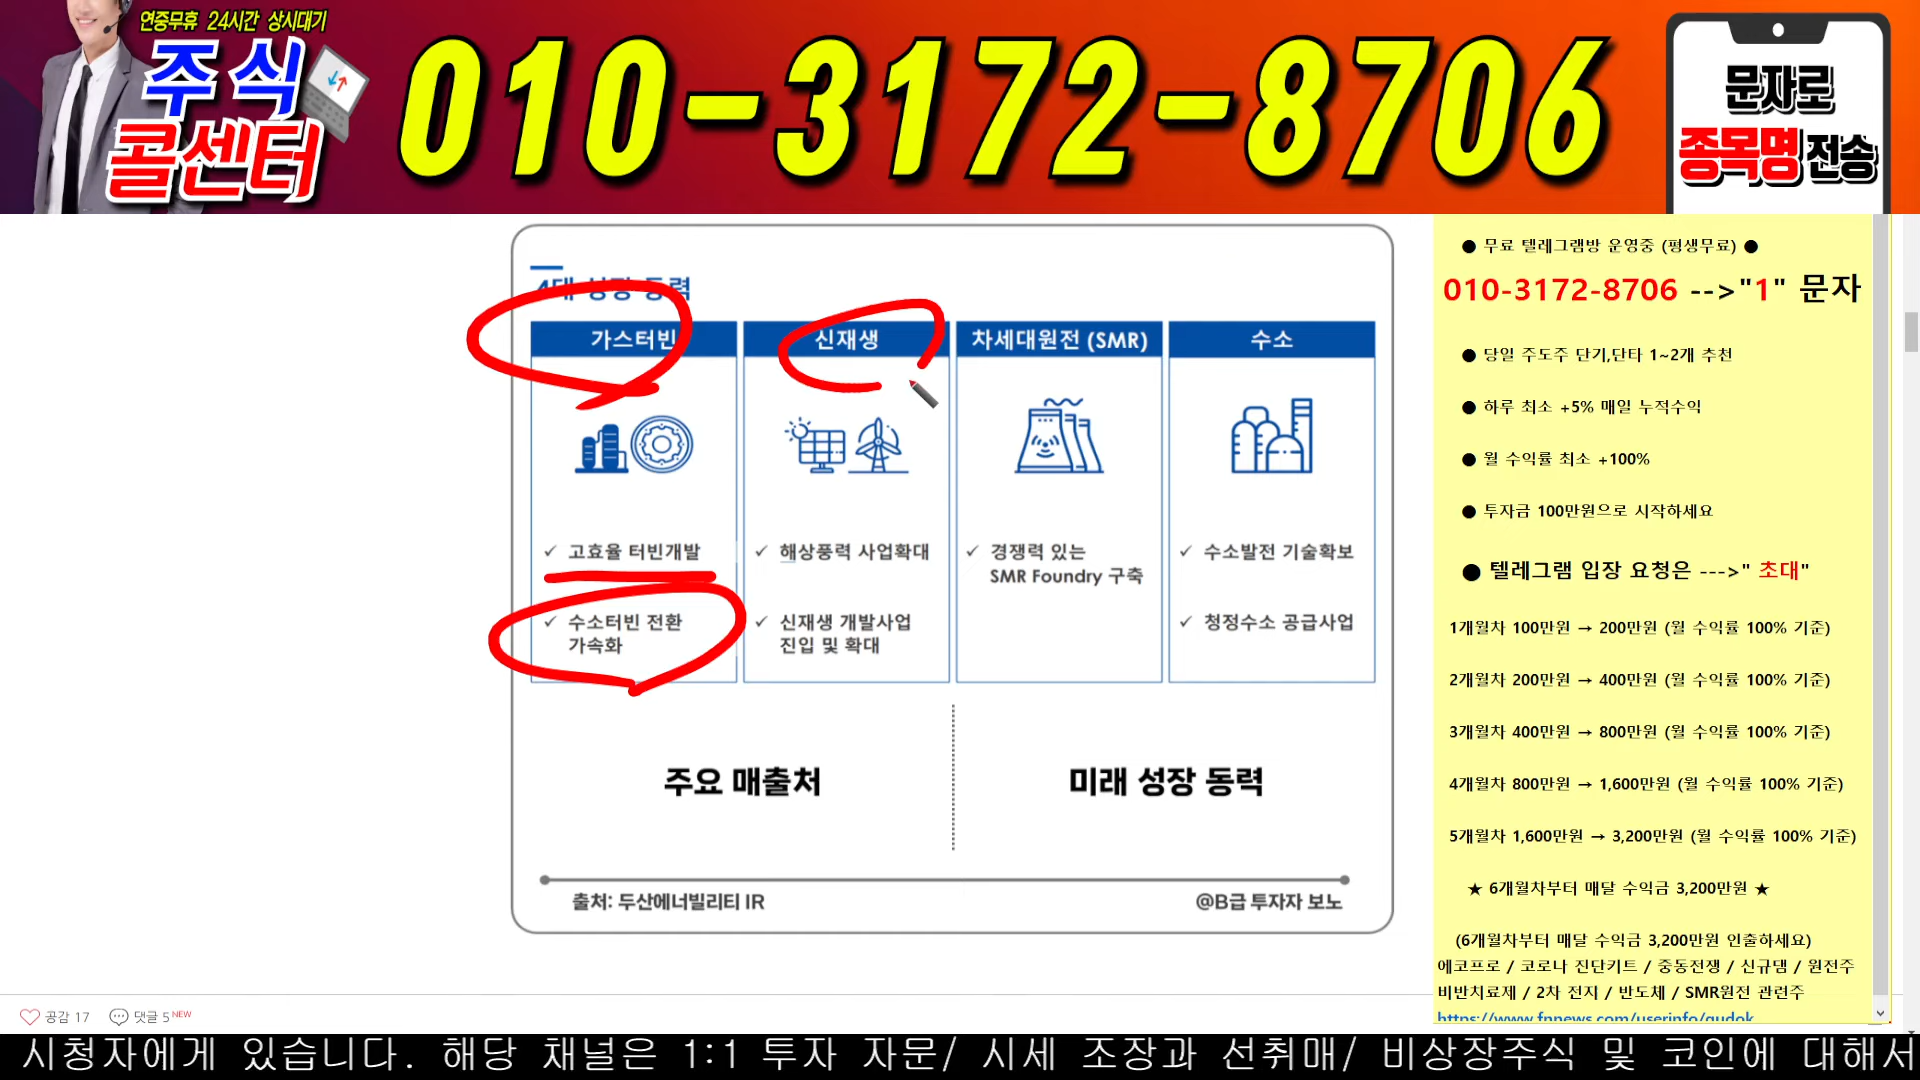 연중무휴 24시간 상시대기
주식
콜센터
010-3172-8706
문자로
종목명 전송
4대 성장 동력
가스터빈
신재생
차세대원전 (SMR)
수소
✓ 고효율 터빈개발
✓ 수소터빈 전환
가속화
✓ 해상풍력 사업확대
✓ 신재생 개발사업
진입 및 확대
✓ 경쟁력 있는
SMR Foundry 구축
✓ 수소발전 기술확보
✓ 청정수소 공급사업
주요 매출처
미래 성장 동력
출처: 두산에너빌리티 IR
@B급 투자자 보노
● 무료 텔레그램방 운영중 (평생무료) ●
010-3172-8706 -->"1" 문자
● 당일 주도주 단기,단타 1~2개 추천
● 하루 최소 +5% 매일 누적수익
● 월 수익률 최소 +100%
● 투자금 100만원으로 시작하세요
● 텔레그램 입장 요청은 --->" 초대"
1개월차 100만원 → 200만원 (월 수익률 100% 기준)
2개월차 200만원 → 400만원 (월 수익률 100% 기준)
3개월차 400만원 → 800만원 (월 수익률 100% 기준)
4개월차 800만원 → 1,600만원 (월 수익률 100% 기준)
5개월차 1,600만원 → 3,200만원 (월 수익률 100% 기준)
★ 6개월차부터 매달 수익금 3,200만원 ★
(6개월차부터 매달 수익금 3,200만원 인출하세요)
에코프로 / 코로나 진단키트 / 중동전쟁 / 신규댐 / 원전주
비반치료제 / 2차 전지 / 반도체 / SMR원전 관련주
https://www.fnnews.com/userinfo/gudok
공감 17
댓글 5 NEW
시청자에게 있습니다. 해당 채널은 1:1 투자 자문/ 시세 조장과 선취매/ 비상장주식 및 코인에 대해서